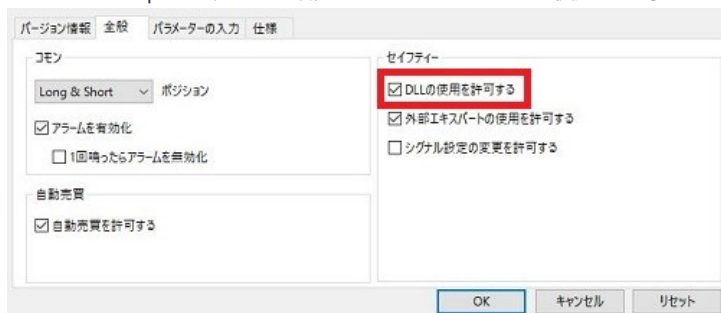 バージョン情報 全般 パラメーターの入力 仕様
コモン
Long & Short ポジション
アラームを有効化
1回鳴ったらアラームを無効化
自動売買
自動売買を許可する
セイフティー
DLLの使用を許可する
外部エキスパートの使用を許可する
シグナル設定の変更を許可する
OK キャンセル リセット